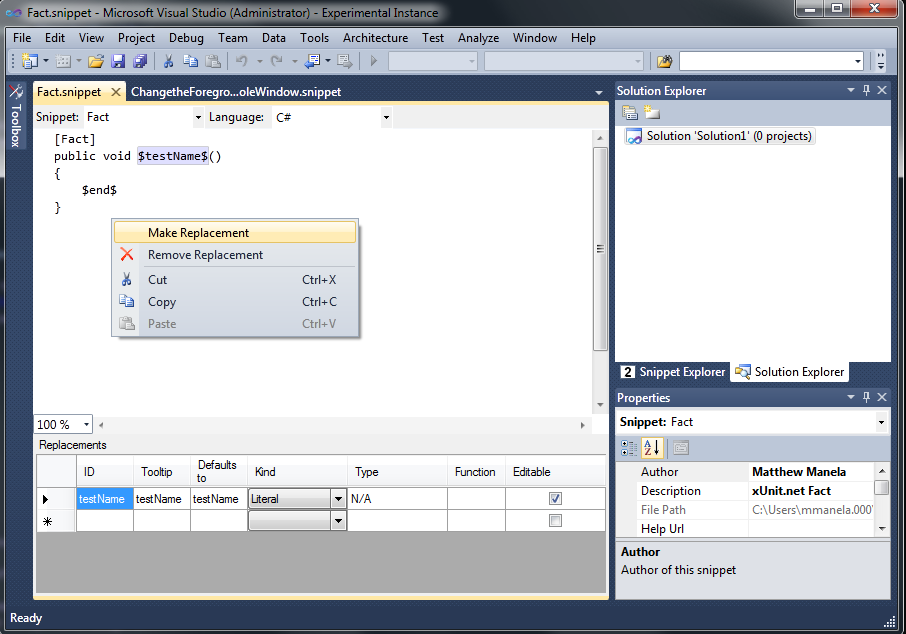 Fact.snippet - Microsoft Visual Studio (Administrator) - Experimental Instance
File Edit View Project Debug Team Data Tools Architecture Test Analyze Window Help
Toolbox
Fact.snippet ChangetheForegro...oleWindow.snippet
Snippet: Fact Language: C#
[Fact]
public void $testName$()
{
$end$
}
Make Replacement
Remove Replacement
Cut Ctrl+X
Copy Ctrl+C
Paste Ctrl+V
100 %
Replacements
ID Tooltip Defaults to Kind Type Function Editable
testName testName testName Literal N/A
Solution Explorer
Solution 'Solution1' (0 projects)
2 Snippet Explorer Solution Explorer
Properties
Snippet: Fact
Author Matthew Manela
Description xUnit.net Fact
File Path C:\Users\mmanela.000
Help Url
Author
Author of this snippet
Ready